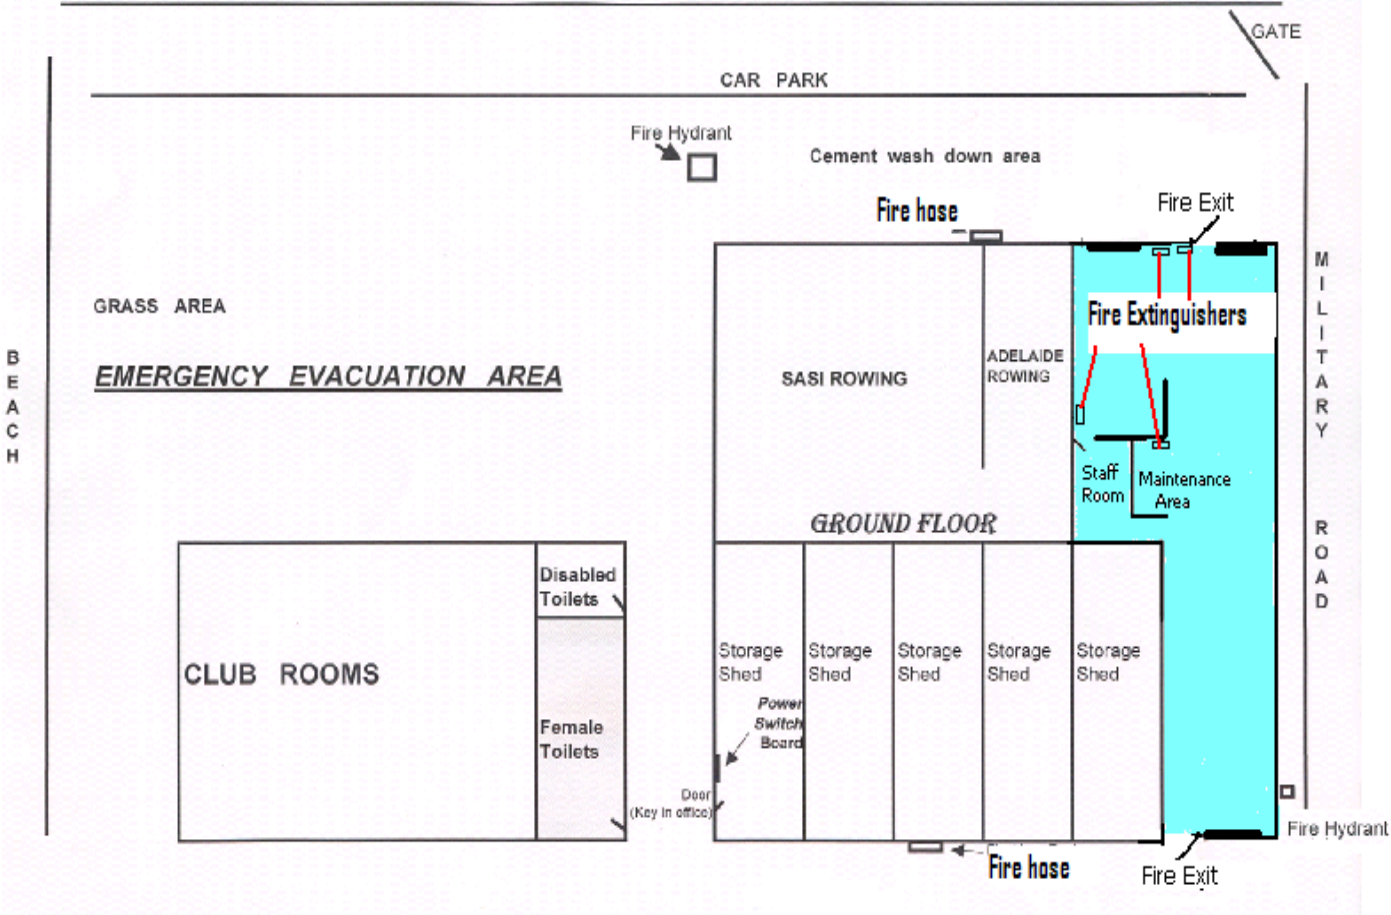 GATE
CAR PARK
Fire Hydrant
Cement wash down area
Fire hose
Fire Exit
GRASS AREA
EMERGENCY EVACUATION AREA
BEACH
SASI ROWING
ADELAIDE
ROWING
Fire Extinguishers
MILITARY ROAD
Staff
Room
Maintenance
Area
GROUND FLOOR
CLUB ROOMS
Disabled
Toilets
Female
Toilets
Storage
Shed
Storage
Shed
Storage
Shed
Storage
Shed
Storage
Shed
Power
Switch
Board
Door
(Key in office)
Fire hose
Fire Exit
Fire Hydrant